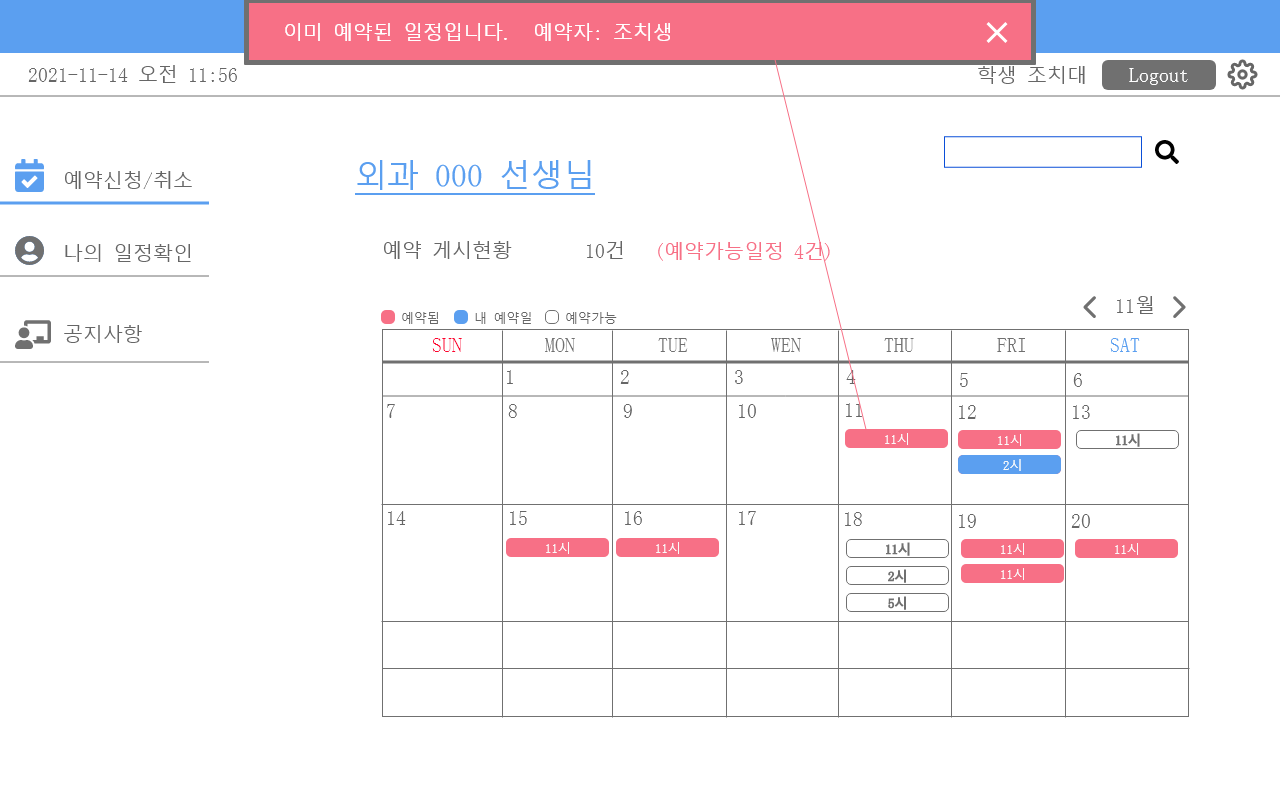 이미 예약된 일정입니다. 예약자: 조치생
2021-11-14 오전 11:56
학생 조치대
Logout
예약신청/취소
나의 일정확인
공지사항
외과 000 선생님
예약 게시현황 10건 (예약가능일정 4건)
11월
예약됨 내 예약일 예약가능
SUN MON TUE WEN THU FRI SAT
1 2 3 4 5 6
7 8 9 10 11 12 13
11시 11시 11시
2시
14 15 16 17 18 19 20
11시 11시 11시 11시 11시
2시 11시
5시